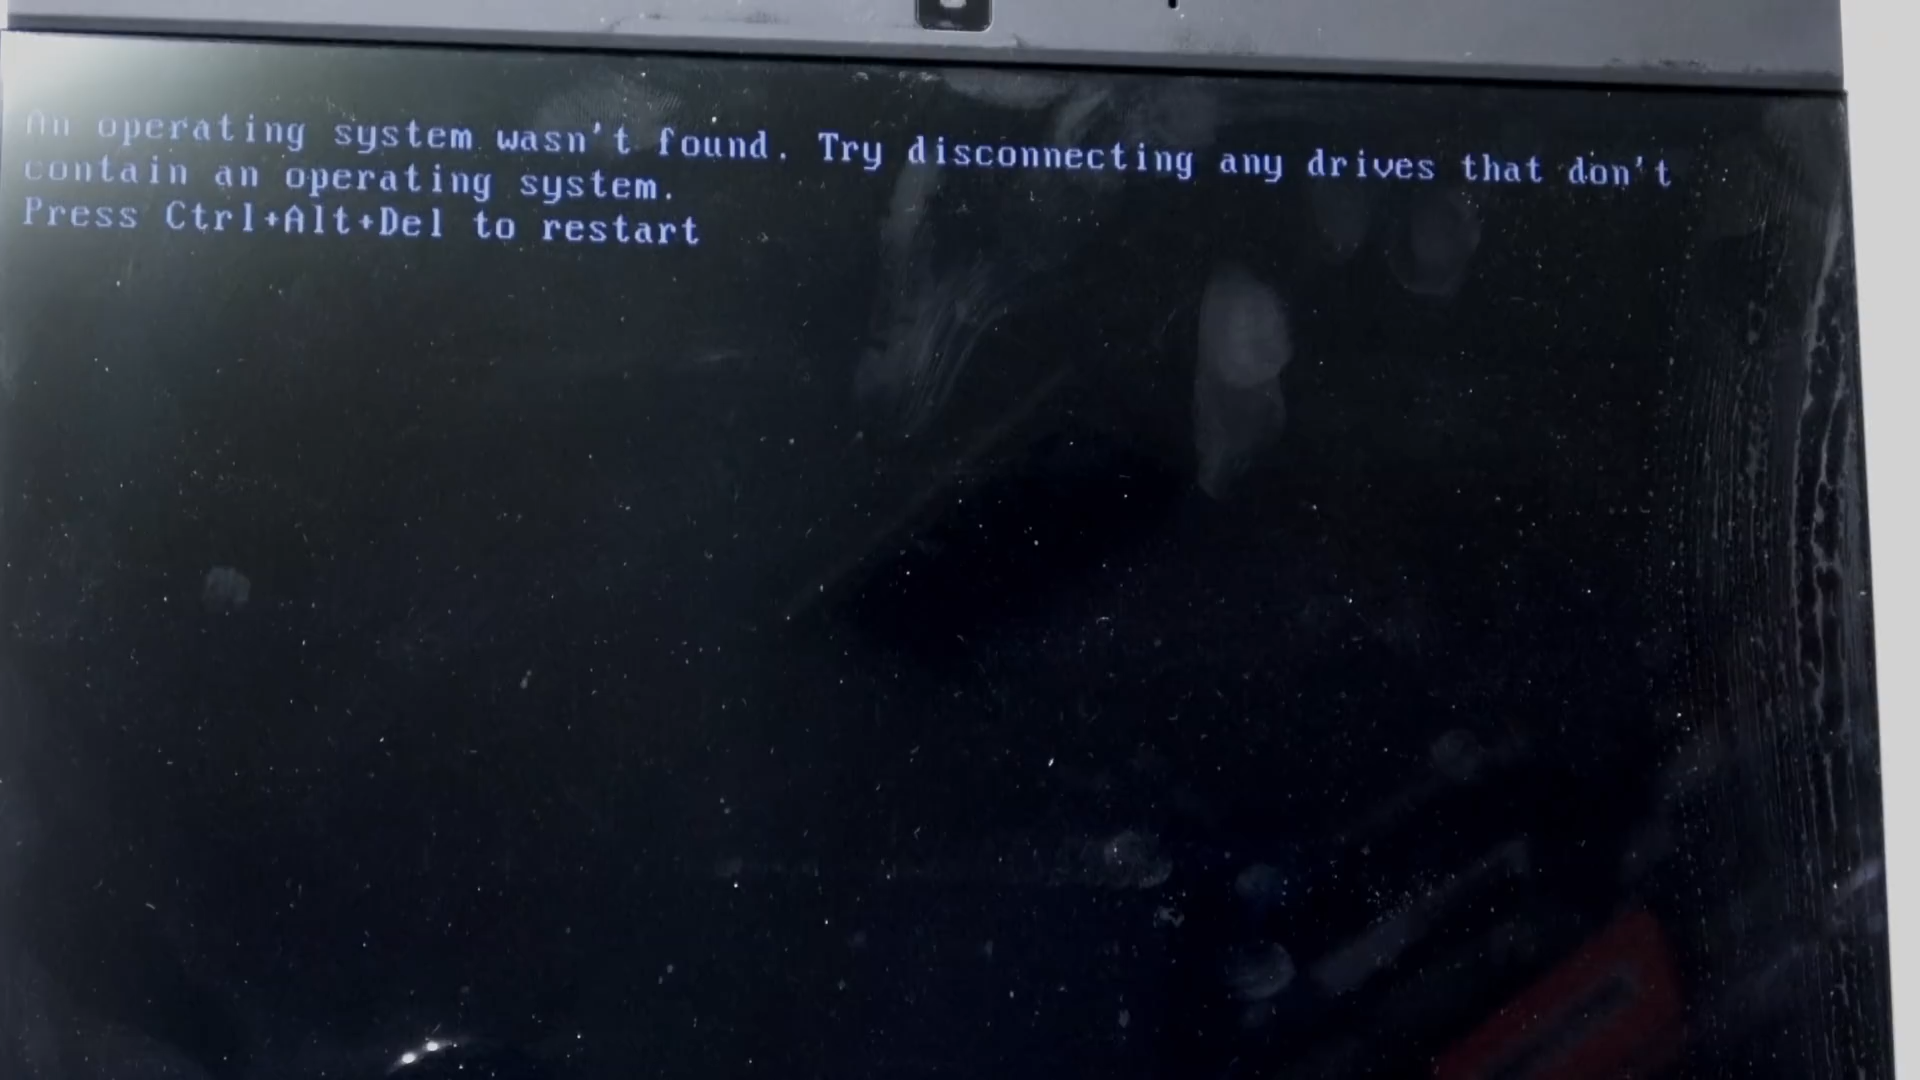 An operating system wasn't found. Try disconnecting any drives that don't
contain an operating system.
Press Ctrl+Alt+Del to restart